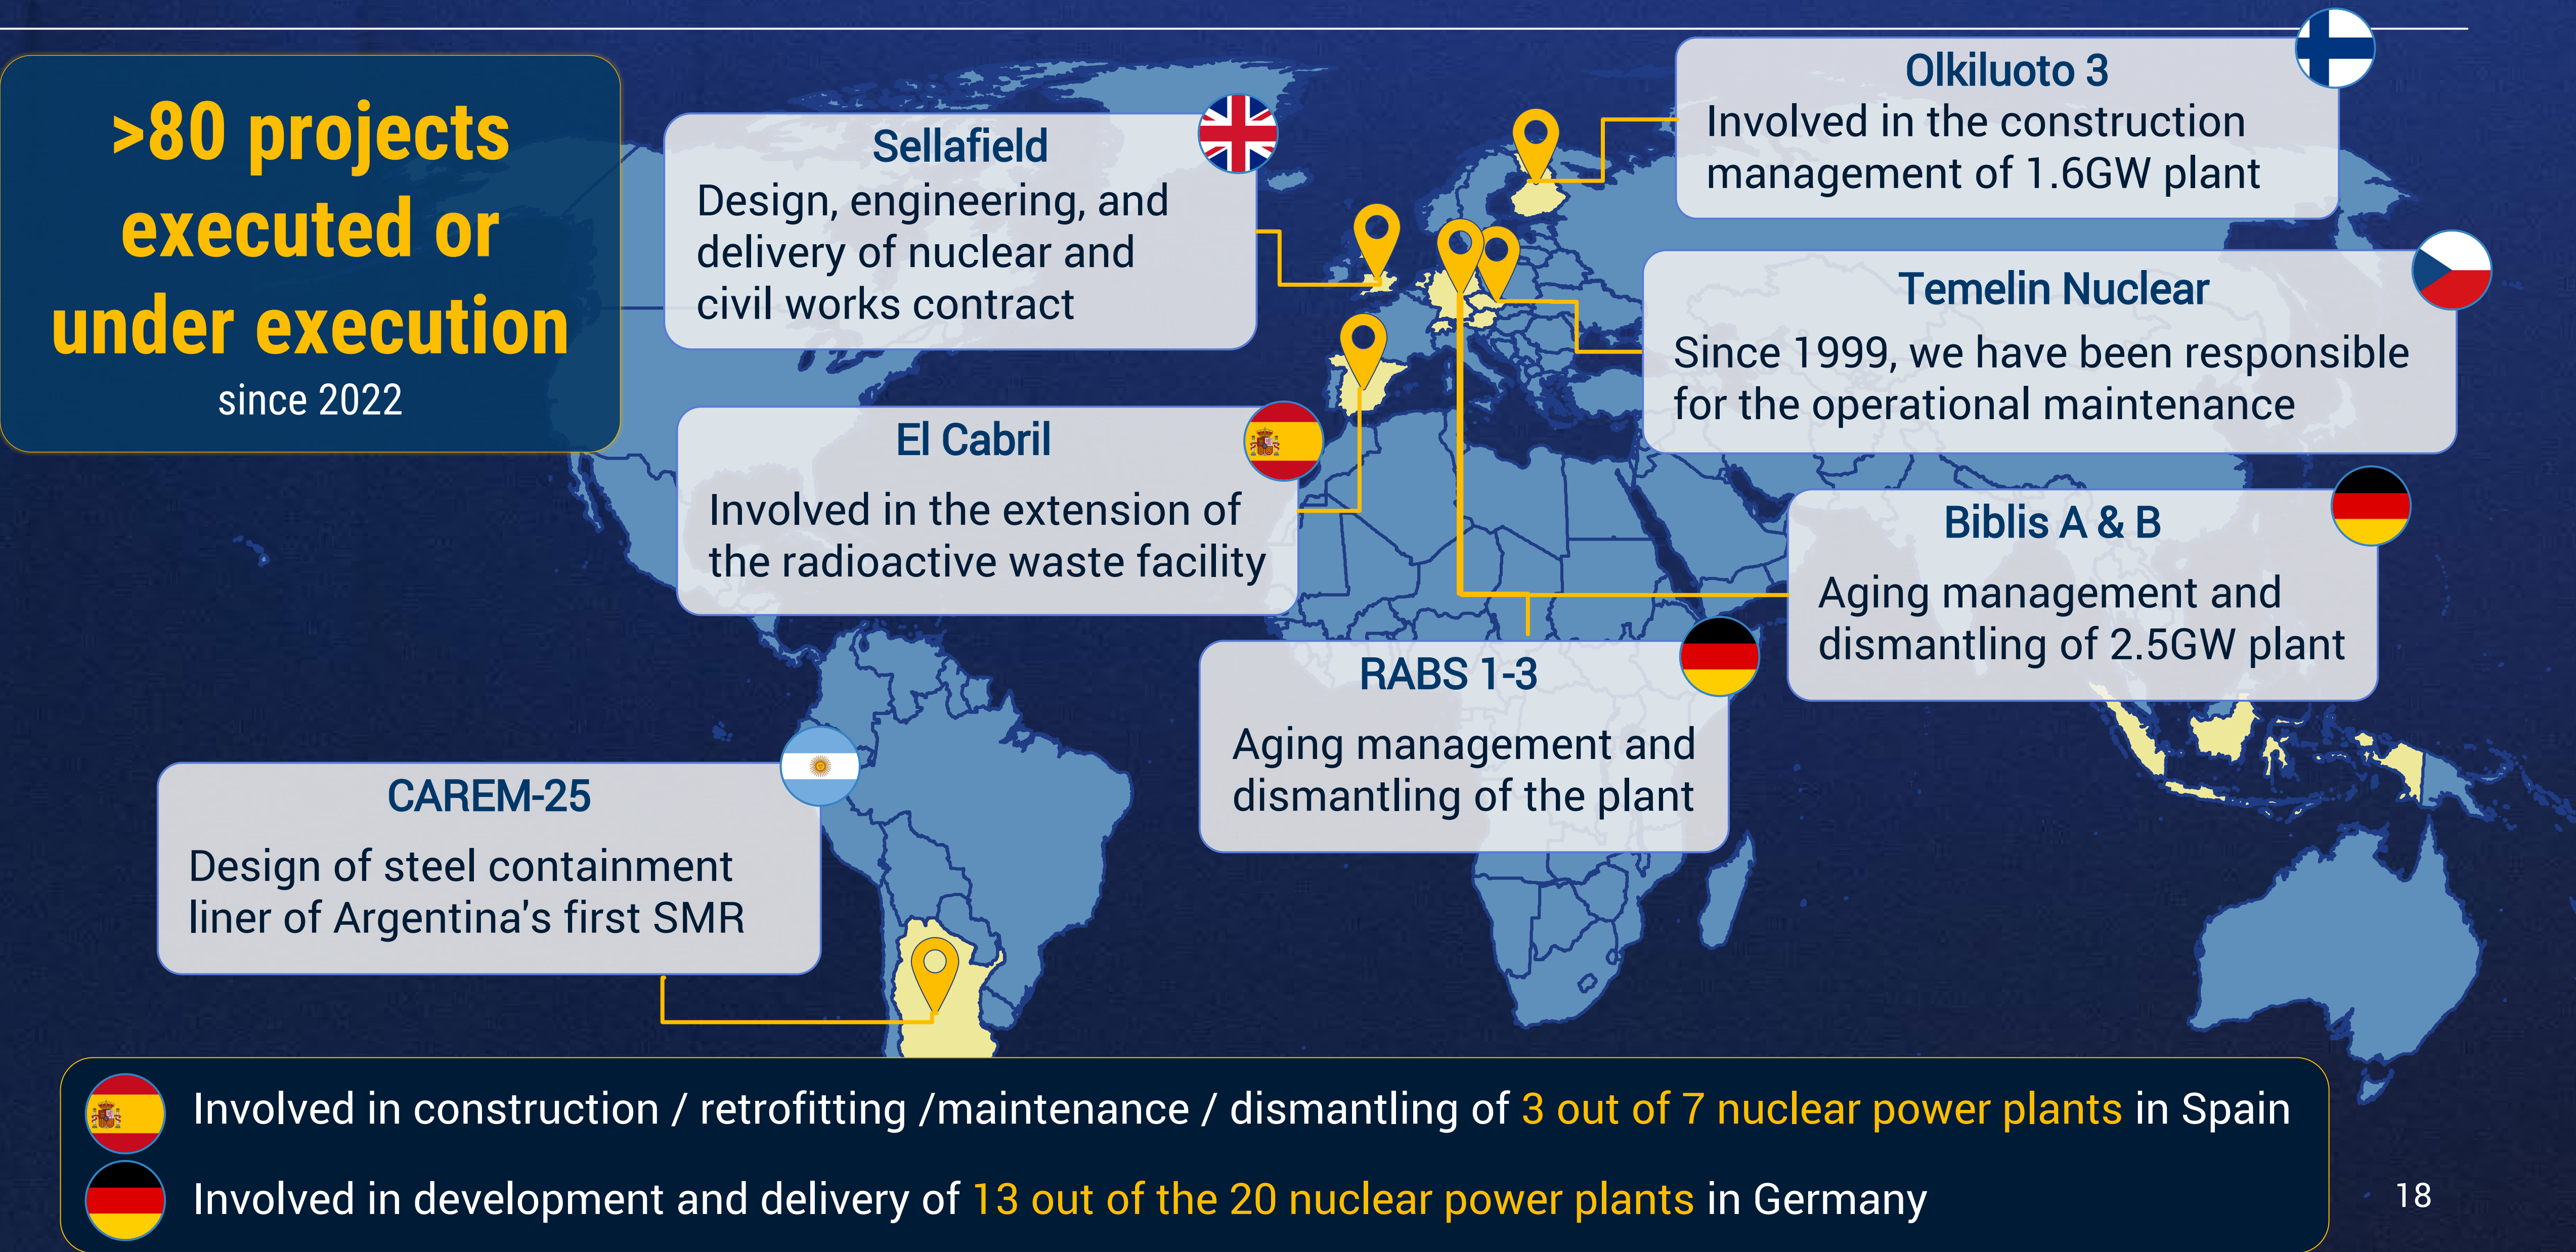 >80 projects
executed or
under execution
since 2022
Sellafield
Design, engineering, and
delivery of nuclear and
civil works contract
Olkiluoto 3
Involved in the construction
management of 1.6GW plant
Temelin Nuclear
Since 1999, we have been responsible
for the operational maintenance
El Cabril
Involved in the extension of
the radioactive waste facility
Biblis A & B
Aging management and
dismantling of 2.5GW plant
RABS 1-3
Aging management and
dismantling of the plant
CAREM-25
Design of steel containment
liner of Argentina's first SMR
Involved in construction / retrofitting /maintenance / dismantling of 3 out of 7 nuclear power plants in Spain
Involved in development and delivery of 13 out of the 20 nuclear power plants in Germany
18